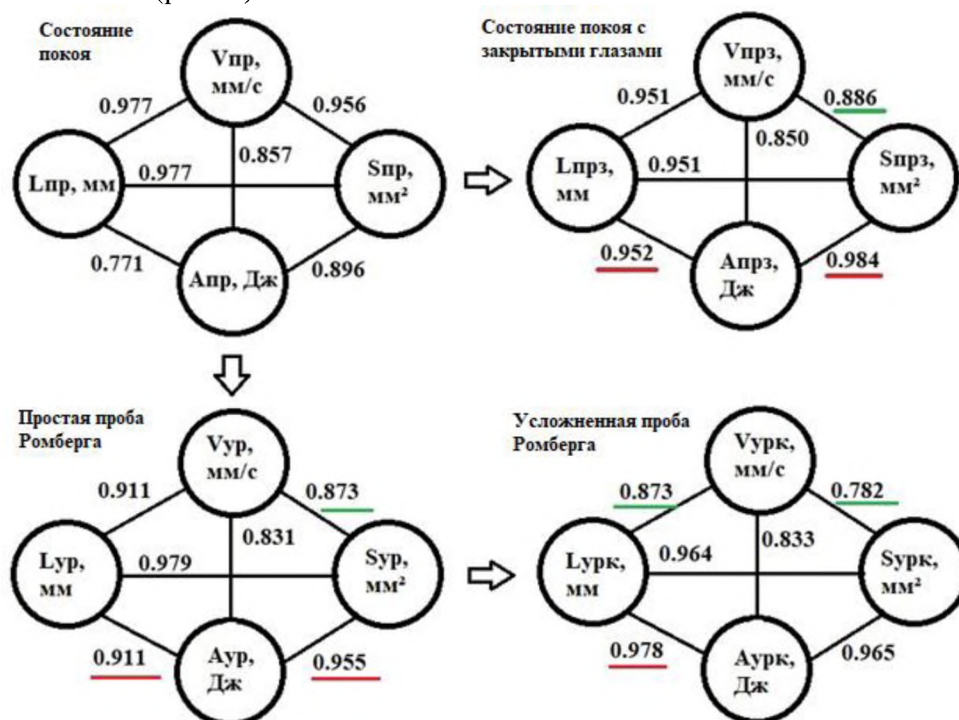 Состояние
покоя
Vпр,
мм/с
0.977
0.956
Lпр, мм
0.977
0.857
Sпр,
мм²
0.771
Апр, Дж
0.896
Состояние покоя с
закрытыми глазами
Vпрз,
мм/с
0.951
0.886
Lпрз,
мм
0.951
0.850
Sпрз,
мм²
0.952
Апрз,
Дж
0.984
Простая проба
Ромберга
Vур,
мм/с
0.911
0.873
Lур,
мм
0.979
0.831
Sур,
мм²
0.911
Аур,
Дж
0.955
Усложненная проба
Ромберга
Vурк,
мм/с
0.873
0.782
Lурк,
мм
0.964
0.833
Sурк,
мм²
0.978
Аурк,
Дж
0.965